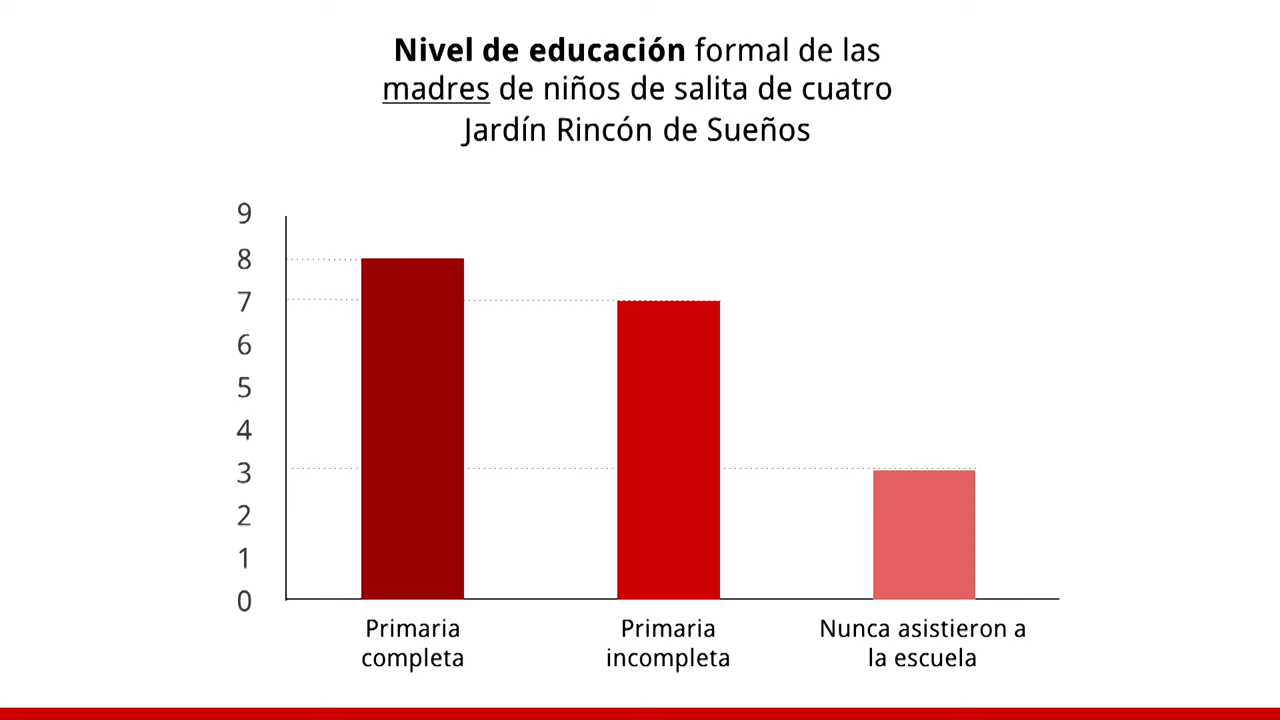 Nivel de educación formal de las
madres de niños de salita de cuatro
Jardín Rincón de Sueños
9
8
7
6
5
4
3
2
1
0
Primaria
completa
Primaria
incompleta
Nunca asistieron a
la escuela